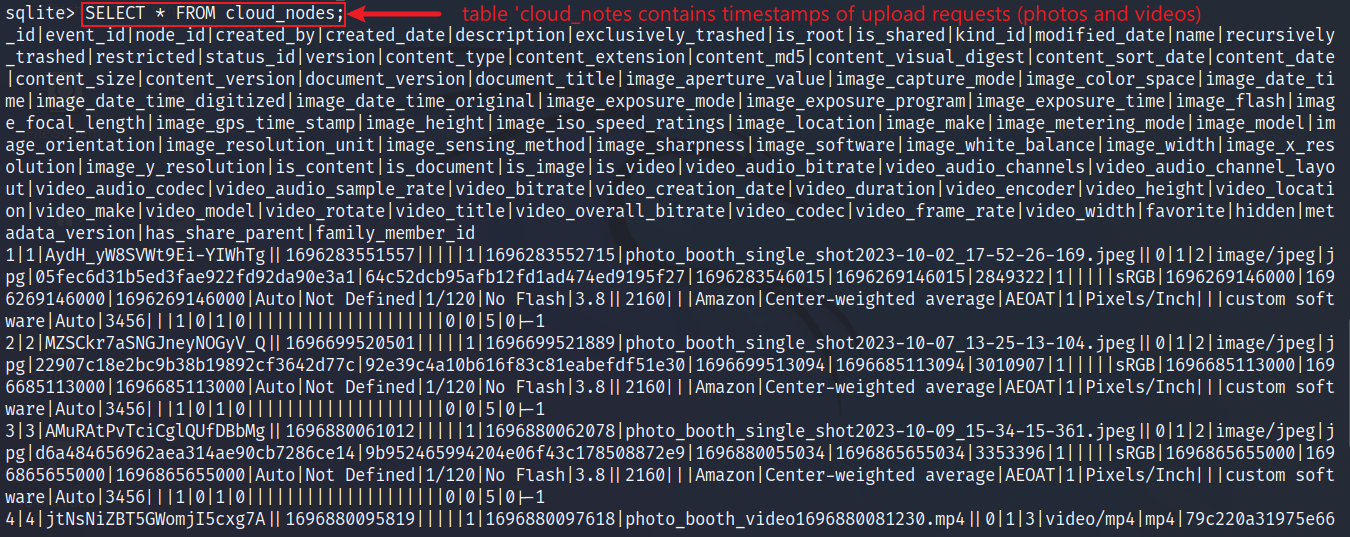 sqlite> SELECT * FROM cloud_nodes; table 'cloud_notes contains timestamps of upload requests (photos and videos)
_id|event_id|node_id|created_by|created_date|description|exclusively_trashed|is_root|is_shared|kind_id|modified_date|name|recursively
_trashed|restricted|status_id|version|content_type|content_extension|content_md5|content_visual_digest|content_sort_date|content_date
|content_size|content_version|document_version|document_title|image_aperture_value|image_capture_mode|image_color_space|image_date_ti
me|image_date_time_digitized|image_date_time_original|image_exposure_mode|image_exposure_program|image_exposure_time|image_flash|imag
e_focal_length|image_gps_time_stamp|image_height|image_iso_speed_ratings|image_location|image_make|image_metering_mode|image_model|im
age_orientation|image_resolution_unit|image_sensing_method|image_sharpness|image_software|image_white_balance|image_width|image_x_res
olution|image_y_resolution|is_content|is_document|is_image|is_video|video_audio_bitrate|video_audio_channels|video_audio_channel_layo
ut|video_audio_codec|video_audio_sample_rate|video_bitrate|video_creation_date|video_duration|video_encoder|video_height|video_locati
on|video_make|video_model|video_rotate|video_title|video_overall_bitrate|video_codec|video_frame_rate|video_width|favorite|hidden|met
adata_version|has_share_parent|family_member_id
1|1|AydH_yW8SVWt9Ei-YIWhTg||1696283551557|||||1|1696283552715|photo_booth_single_shot2023-10-02_17-52-26-169.jpeg||0|1|2|image/jpeg|j
pg|05fec6d31b5ed3fae922fd92da90e3a1|64c52dcb95afb12fd1ad474ed9195f27|1696283546015|1696269146015|2849322|1|||||sRGB|1696269146000|169
6269146000|1696269146000|Auto|Not Defined|1/120|No Flash|3.8||2160|||Amazon|Center-weighted average|AEOAT|1|Pixels/Inch|||custom soft
ware|Auto|3456|||1|0|1|0||||||||||||||||||||0|0|5|0|-1
2|2|MZSCkr7aSNGJneyNOGyV_Q||1696699520501|||||1|1696699521889|photo_booth_single_shot2023-10-07_13-25-13-104.jpeg||0|1|2|image/jpeg|j
pg|22907c18e2bc9b38b19892cf3642d77c|92e39c4a10b616f83c81eabefdf51e30|1696699513094|1696685113094|3010907|1|||||sRGB|1696685113000|169
6685113000|1696685113000|Auto|Not Defined|1/120|No Flash|3.8||2160|||Amazon|Center-weighted average|AEOAT|1|Pixels/Inch|||custom soft
ware|Auto|3456|||1|0|1|0||||||||||||||||||||0|0|5|0|-1
3|3|AMuRAtPvTciCglQUfDBbMg||1696880061012|||||1|1696880062078|photo_booth_single_shot2023-10-09_15-34-15-361.jpeg||0|1|2|image/jpeg|j
pg|d6a484656962aea314ae90cb7286ce14|9b952465994204e06f43c178508872e9|1696880055034|1696865655034|3353396|1|||||sRGB|1696865655000|169
6865655000|1696865655000|Auto|Not Defined|1/120|No Flash|3.8||2160|||Amazon|Center-weighted average|AEOAT|1|Pixels/Inch|||custom soft
ware|Auto|3456|||1|0|1|0||||||||||||||||||||0|0|5|0|-1
4|4|jtNsNiZBT5GWomjI5cxg7A||1696880095819|||||1|1696880097618|photo_booth_video1696880081230.mp4||0|1|3|video/mp4|mp4|79c220a31975e66